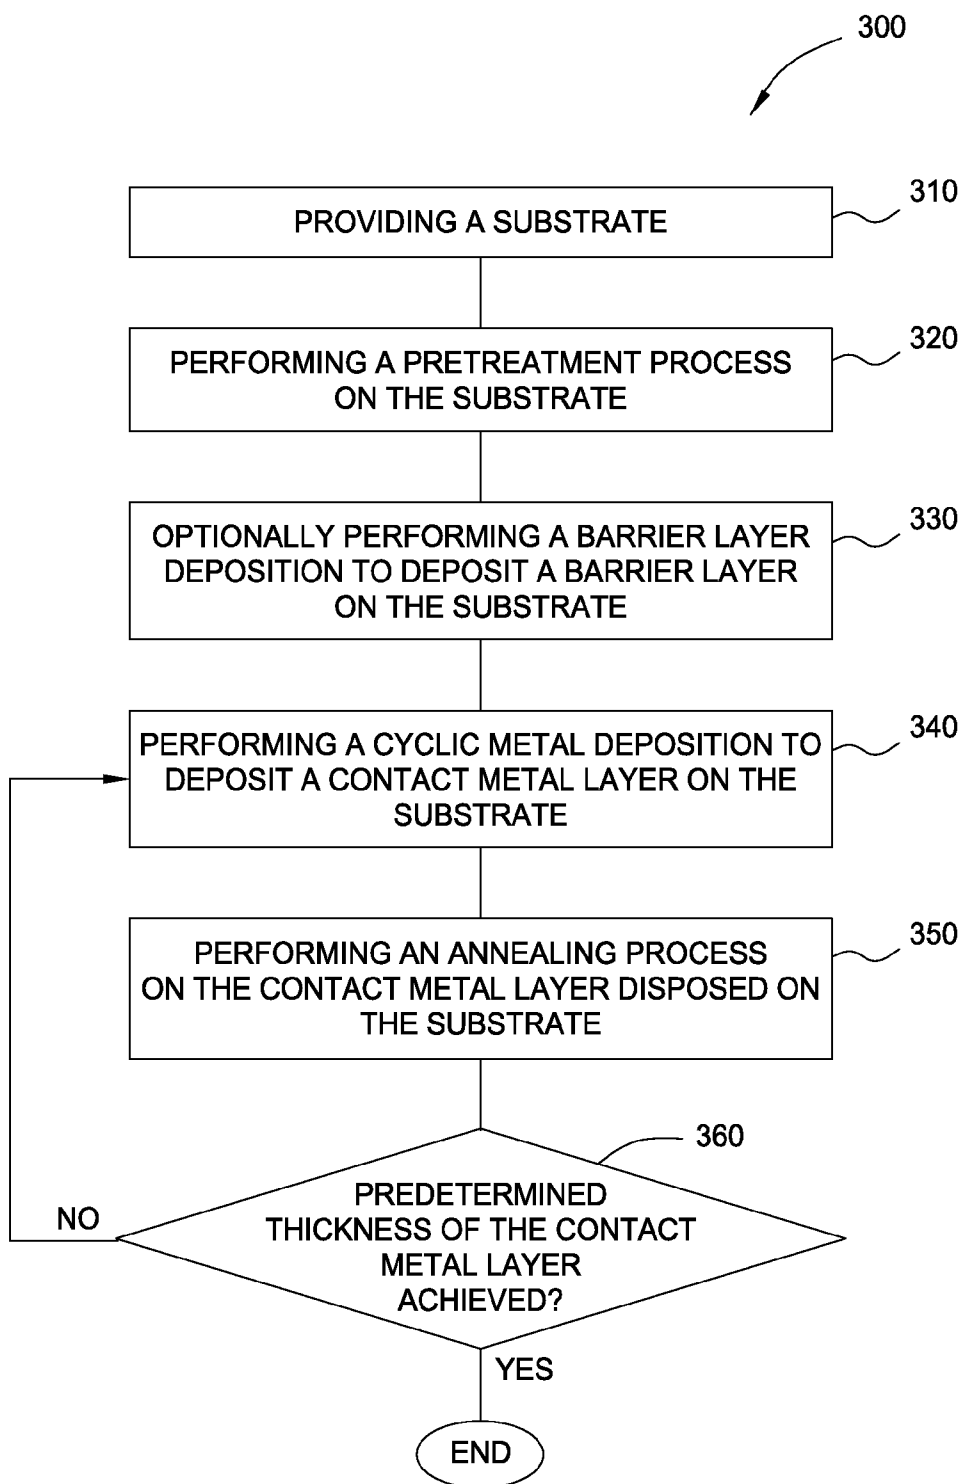 300
PROVIDING A SUBSTRATE
310
PERFORMING A PRETREATMENT PROCESS
ON THE SUBSTRATE
320
OPTIONALLY PERFORMING A BARRIER LAYER
DEPOSITION TO DEPOSIT A BARRIER LAYER
ON THE SUBSTRATE
330
PERFORMING A CYCLIC METAL DEPOSITION TO
DEPOSIT A CONTACT METAL LAYER ON THE
SUBSTRATE
340
PERFORMING AN ANNEALING PROCESS
ON THE CONTACT METAL LAYER DISPOSED ON
THE SUBSTRATE
350
360
PREDETERMINED
THICKNESS OF THE CONTACT
METAL LAYER
ACHIEVED?
NO
YES
END